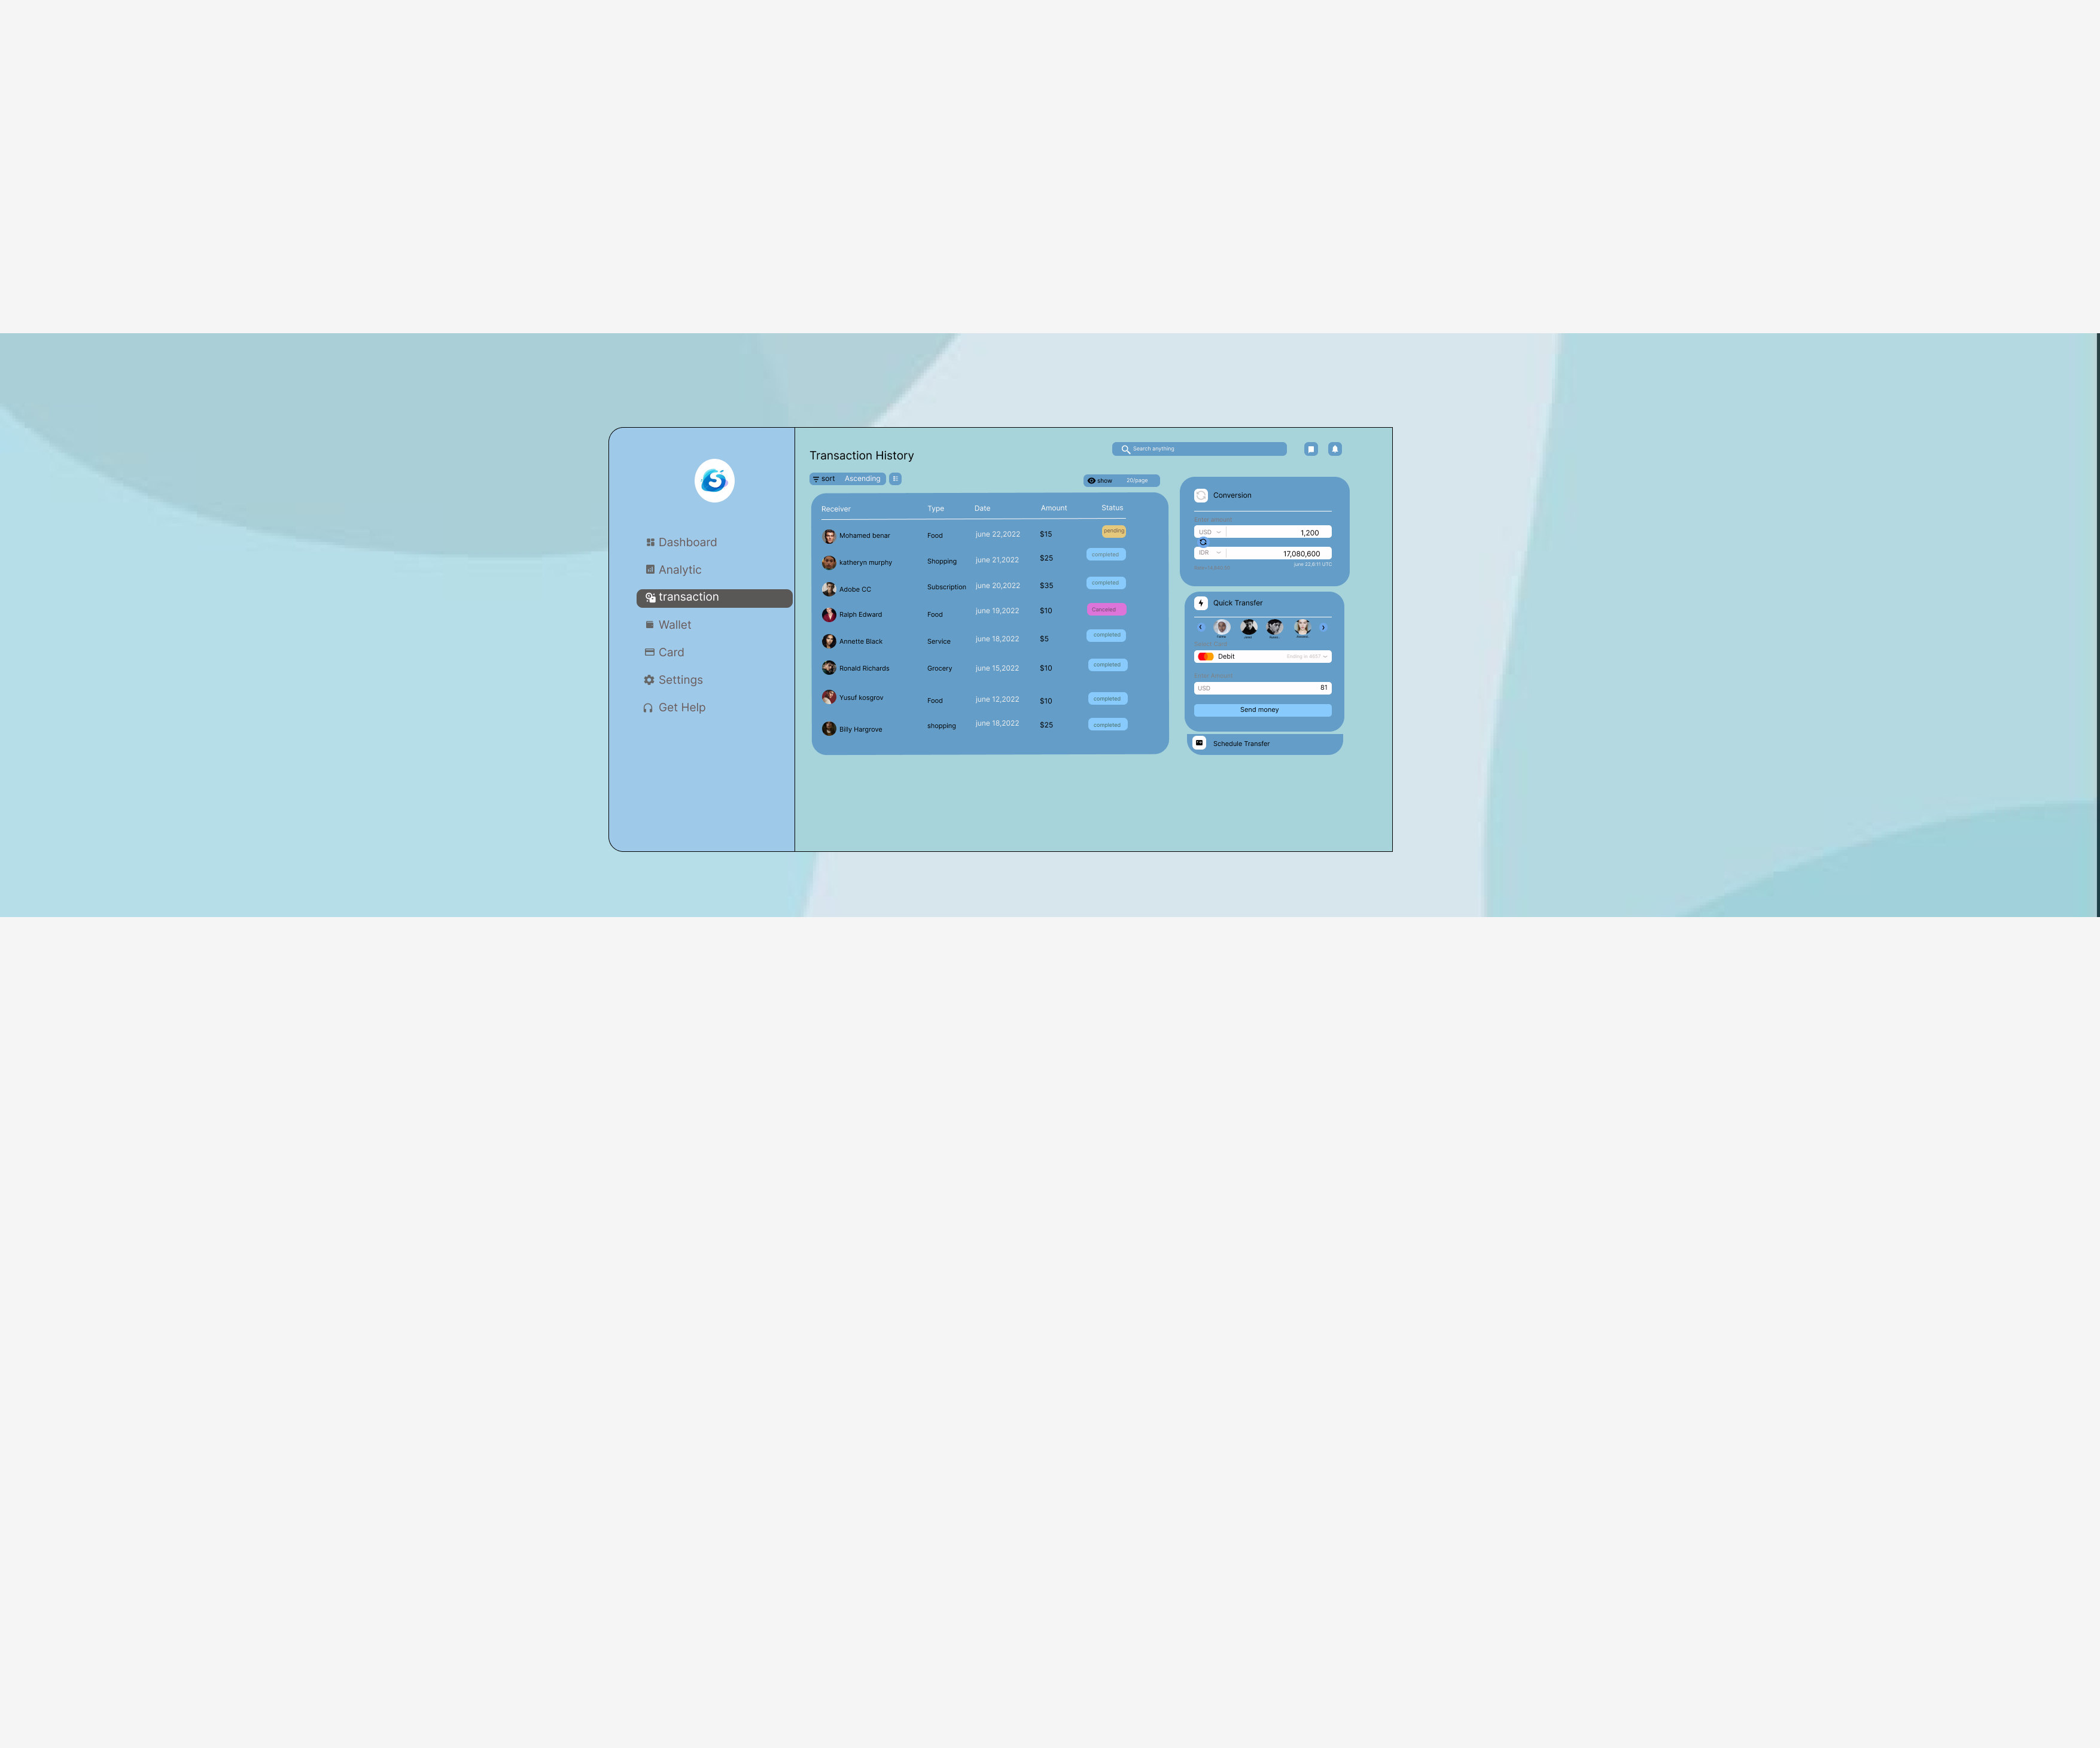 Transaction History
Search anything
sort Ascending
show 20/page
Dashboard
Analytic
transaction
Wallet
Card
Settings
Get Help
Receiver Type Date Amount Status
Mohamed benar Food june 22,2022 $15 pending
katheryn murphy Shopping june 21,2022 $25 completed
Adobe CC Subscription june 20,2022 $35 completed
Ralph Edward Food june 19,2022 $10 Canceled
Annette Black Service june 18,2022 $5 completed
Ronald Richards Grocery june 15,2022 $10 completed
Yusuf kosgrov Food june 12,2022 $10 completed
Billy Hargrove shopping june 18,2022 $25 completed
Conversion
USD 1,200
IDR 17,080,600
Quick Transfer
Debit
USD 81
Send money
Schedule Transfer